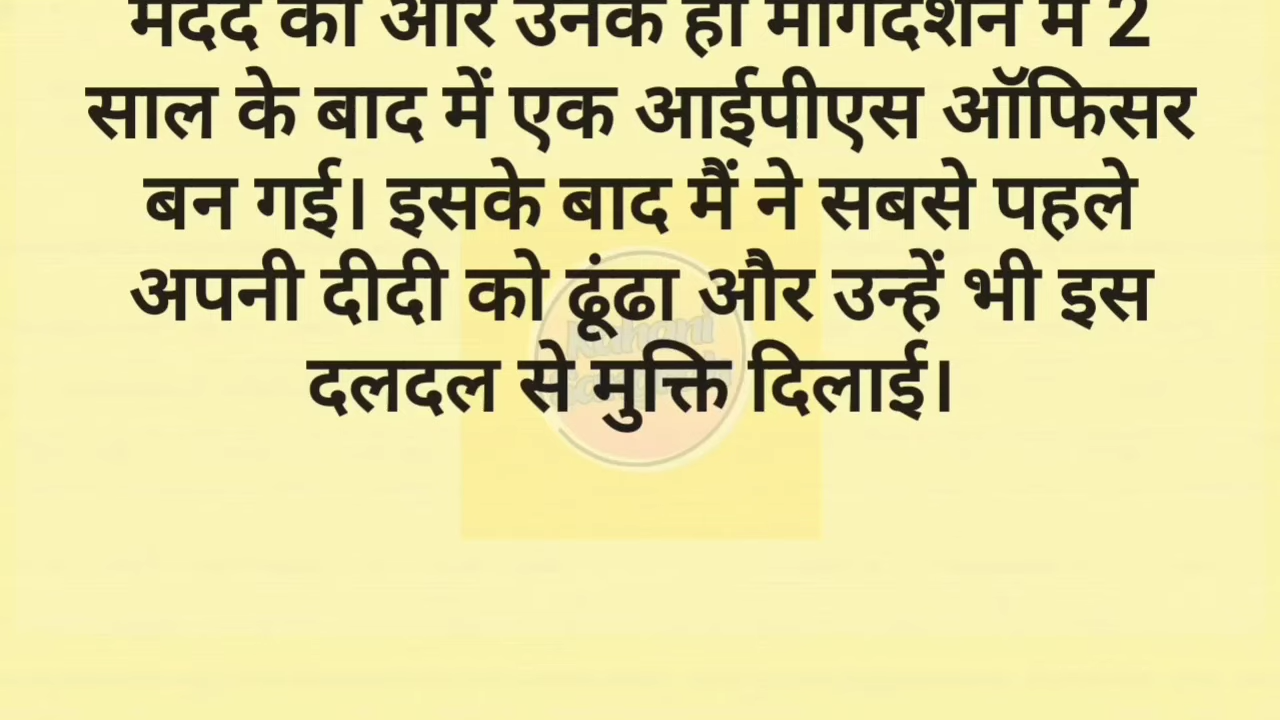 मदद की और उनके ही मार्गदर्शन में 2
साल के बाद में एक आईपीएस ऑफिसर
बन गई। इसके बाद मैं ने सबसे पहले
अपनी दीदी को ढूंढा और उन्हें भी इस
दलदल से मुक्ति दिलाई।